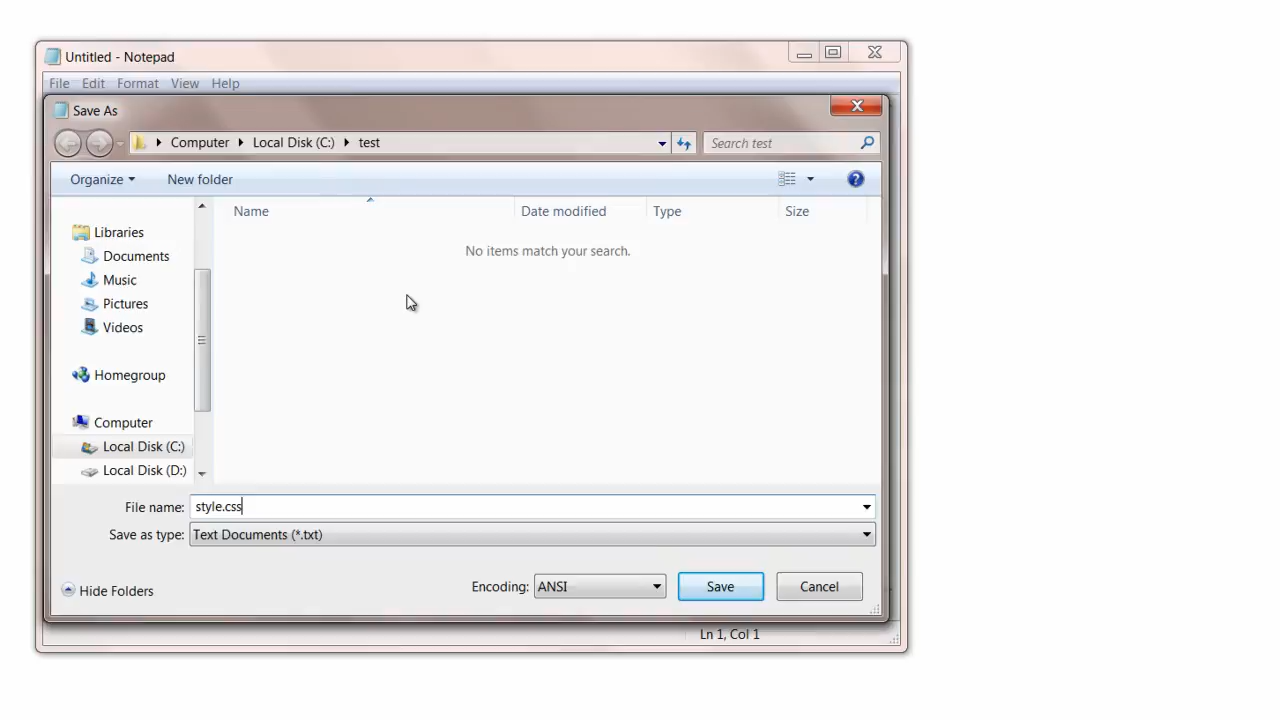 Untitled - Notepad
File Edit Format View Help
Save As
Computer Local Disk (C:) test
Search test
Organize New folder
Name Date modified Type Size
No items match your search.
Libraries
Documents
Music
Pictures
Videos
Homegroup
Computer
Local Disk (C:)
Local Disk (D:)
File name: style.css
Save as type: Text Documents (*.txt)
Hide Folders Encoding: ANSI Save Cancel
Ln 1, Col 1